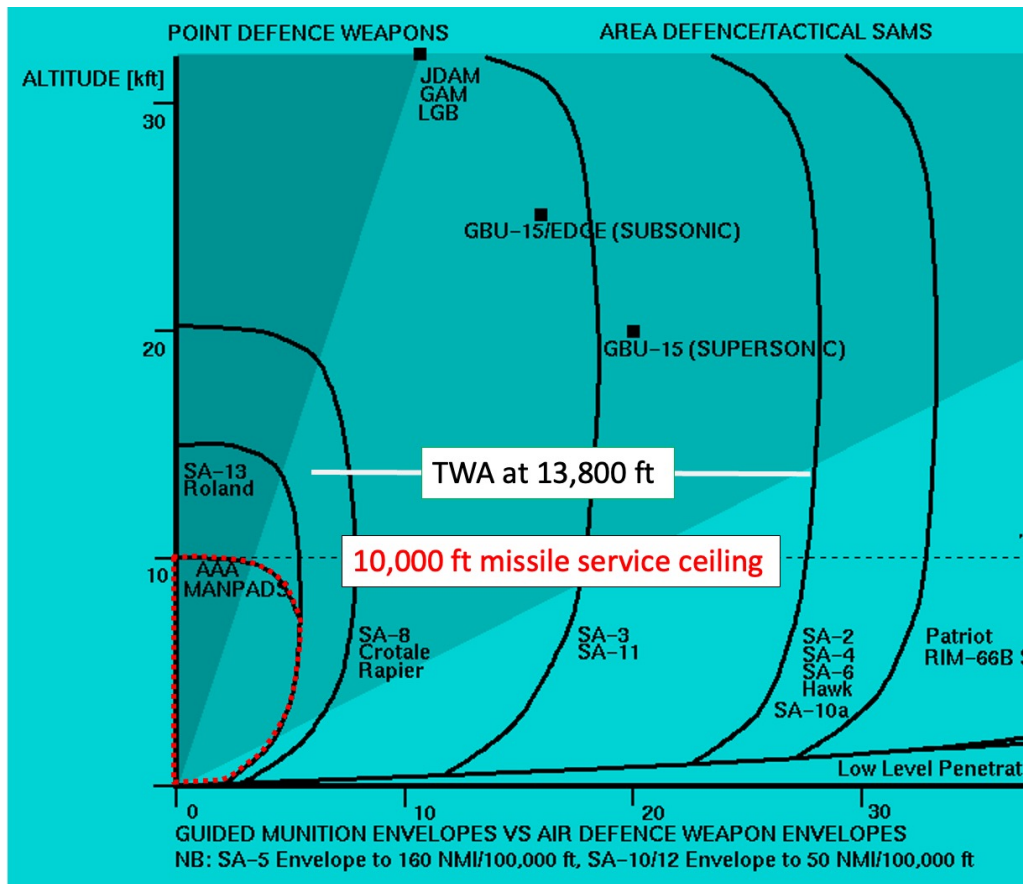 POINT DEFENCE WEAPONS
AREA DEFENCE/TACTICAL SAMS
ALTITUDE [kft]
JDAM
GAM
LGB
30
GBU-15/EDGE (SUBSONIC)
20
GBU-15 (SUPERSONIC)
SA-13
Roland
TWA at 13,800 ft
10,000 ft missile service ceiling
10
AAA
MANPADS
SA-8
Crotale
Rapier
SA-3
SA-11
SA-2
SA-4
SA-6
Hawk
SA-10a
Patriot
RIM-66B
Low Level Penetrat
0
10
20
30
GUIDED MUNITION ENVELOPES VS AIR DEFENCE WEAPON ENVELOPES
NB: SA-5 Envelope to 160 NMI/100,000 ft, SA-10/12 Envelope to 50 NMI/100,000 ft